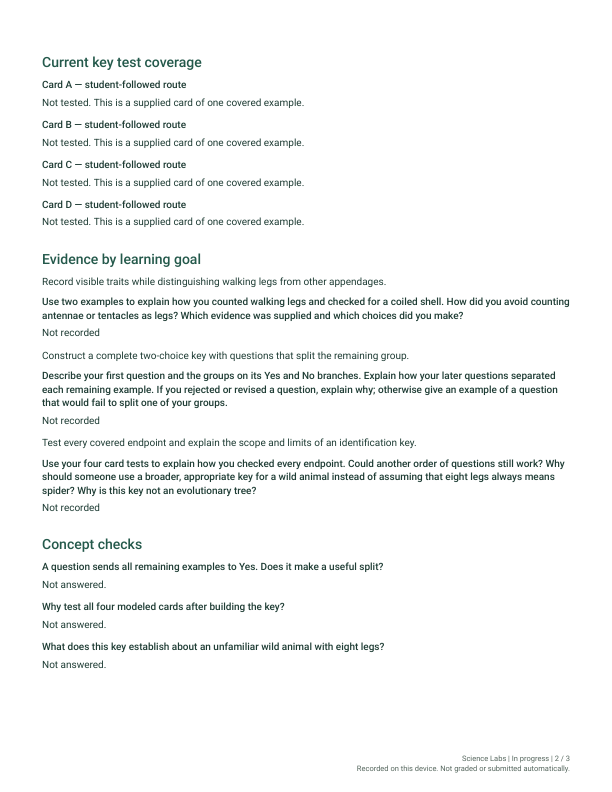 Current key test coverage
Card A — student-followed route
Not tested. This is a supplied card of one covered example.
Card B — student-followed route
Not tested. This is a supplied card of one covered example.
Card C — student-followed route
Not tested. This is a supplied card of one covered example.
Card D — student-followed route
Not tested. This is a supplied card of one covered example.
Evidence by learning goal
Record visible traits while distinguishing walking legs from other appendages.
Use two examples to explain how you counted walking legs and checked for a coiled shell. How did you avoid counting
antennae or tentacles as legs? Which evidence was supplied and which choices did you make?
Not recorded
Construct a complete two-choice key with questions that split the remaining group.
Describe your first question and the groups on its Yes and No branches. Explain how your later questions separated
each remaining example. If you rejected or revised a question, explain why; otherwise give an example of a question
that would fail to split one of your groups.
Not recorded
Test every covered endpoint and explain the scope and limits of an identification key.
Use your four card tests to explain how you checked every endpoint. Could another order of questions still work? Why
should someone use a broader, appropriate key for a wild animal instead of assuming that eight legs always means
spider? Why is this key not an evolutionary tree?
Not recorded
Concept checks
A question sends all remaining examples to Yes. Does it make a useful split?
Not answered.
Why test all four modeled cards after building the key?
Not answered.
What does this key establish about an unfamiliar wild animal with eight legs?
Not answered.
Science Labs | In progress | 2 / 3
Recorded on this device. Not graded or submitted automatically.